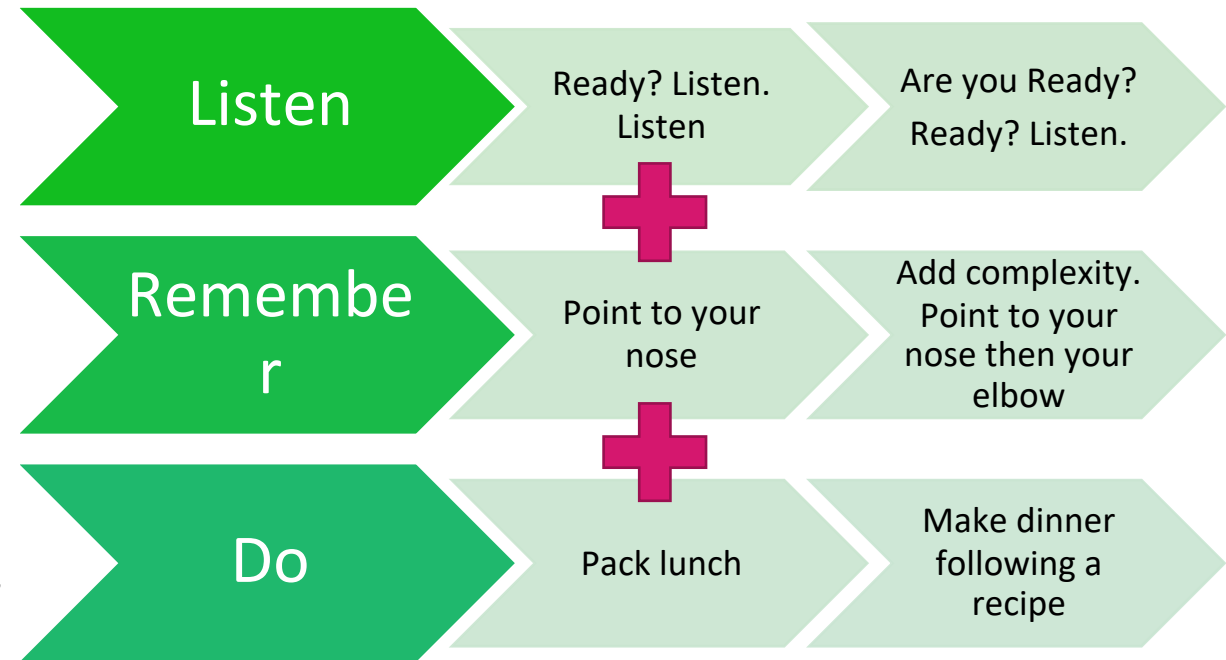 Listen
Ready? Listen.
Listen
Are you Ready?
Ready? Listen.
Remembe
r
Point to your
nose
Add complexity.
Point to your
nose then your
elbow
Do
Pack lunch
Make dinner
following a
recipe